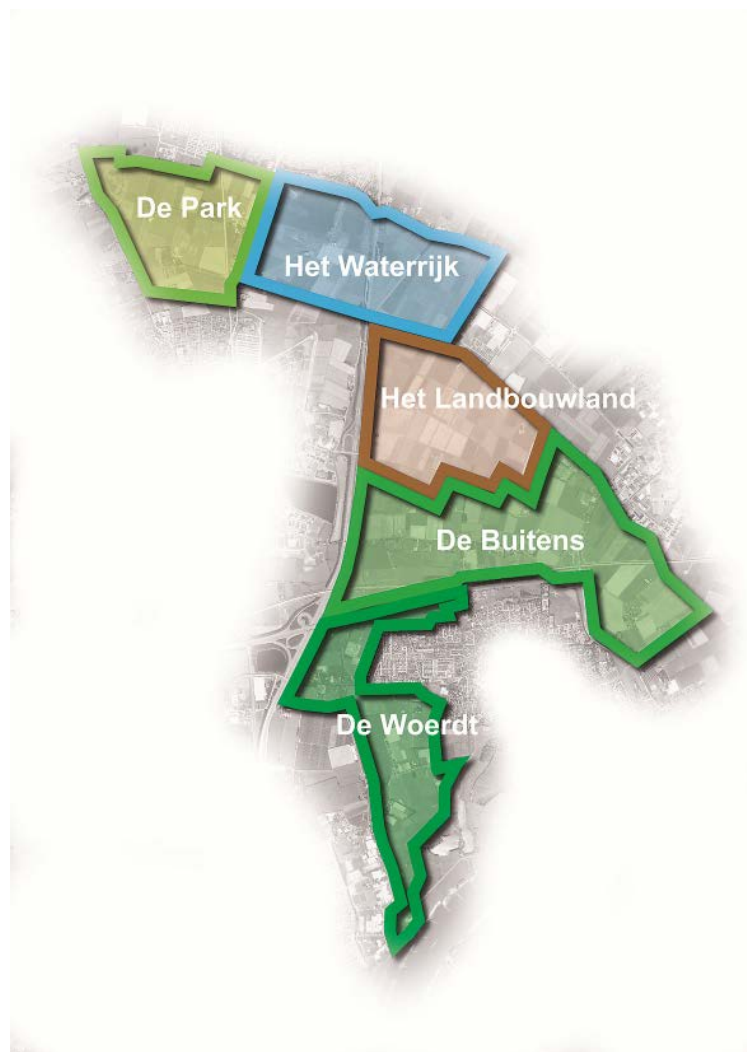 De Park
Het Waterrijk
Het Landbouwland
De Buitens
De Woerdt